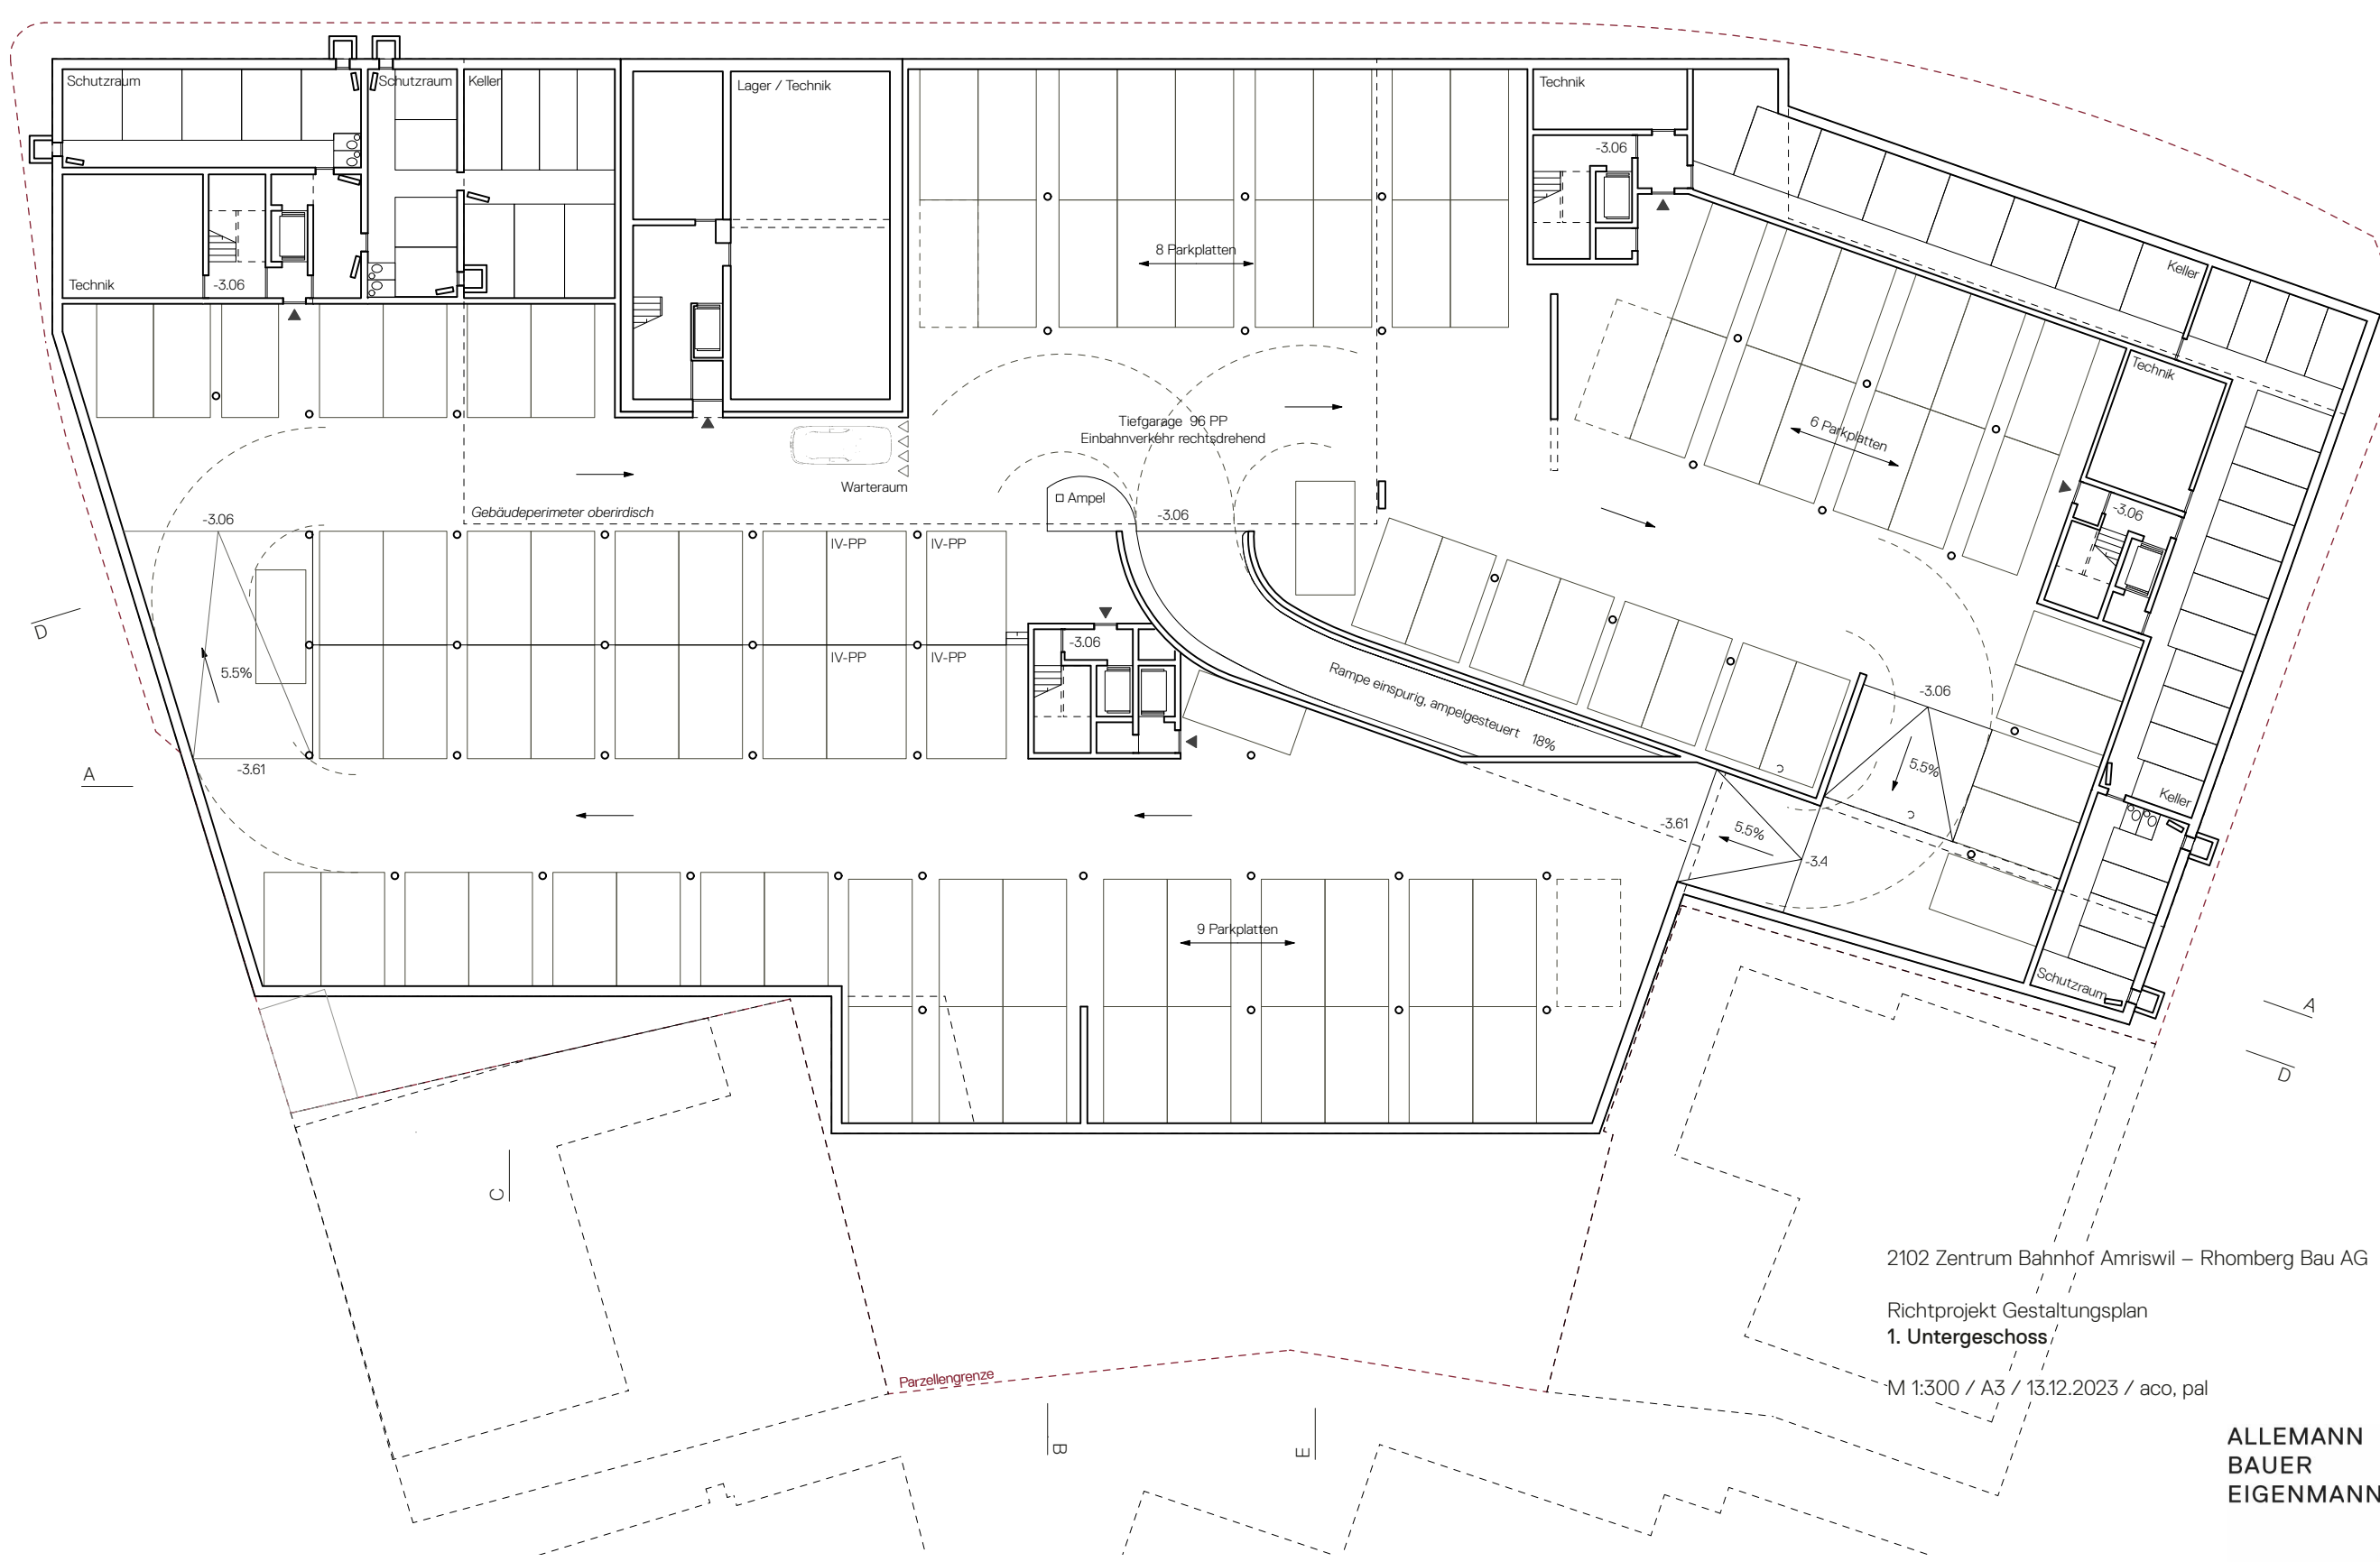 Schutzraum
Schutzraum
Keller
Lager / Technik
Technik
-3.06
8 Parkplatten
Keller
Technik
-3.06
Technik
Tiefgarage 96 PP
Einbahnverkehr rechtsdrehend
6 Parkplatten
Warteraum
Ampel
Gebäudeperimeter oberirdisch
-3.06
-3.06
-3.06
IV-PP
IV-PP
IV-PP
IV-PP
-3.06
D
5.5%
Rampe einspurig, ampelgesteuert 18%
-3.06
A
-3.61
5.5%
Keller
-3.61
5.5%
-3.4
9 Parkplatten
Schutzraum
A
D
C
2102 Zentrum Bahnhof Amriswil – Rhomberg Bau AG
Richtprojekt Gestaltungsplan
1. Untergeschoss
Parzellengrenze
M 1:300 / A3 / 13.12.2023 / aco, pal
B
E
ALLEMANN
BAUER
EIGENMANN